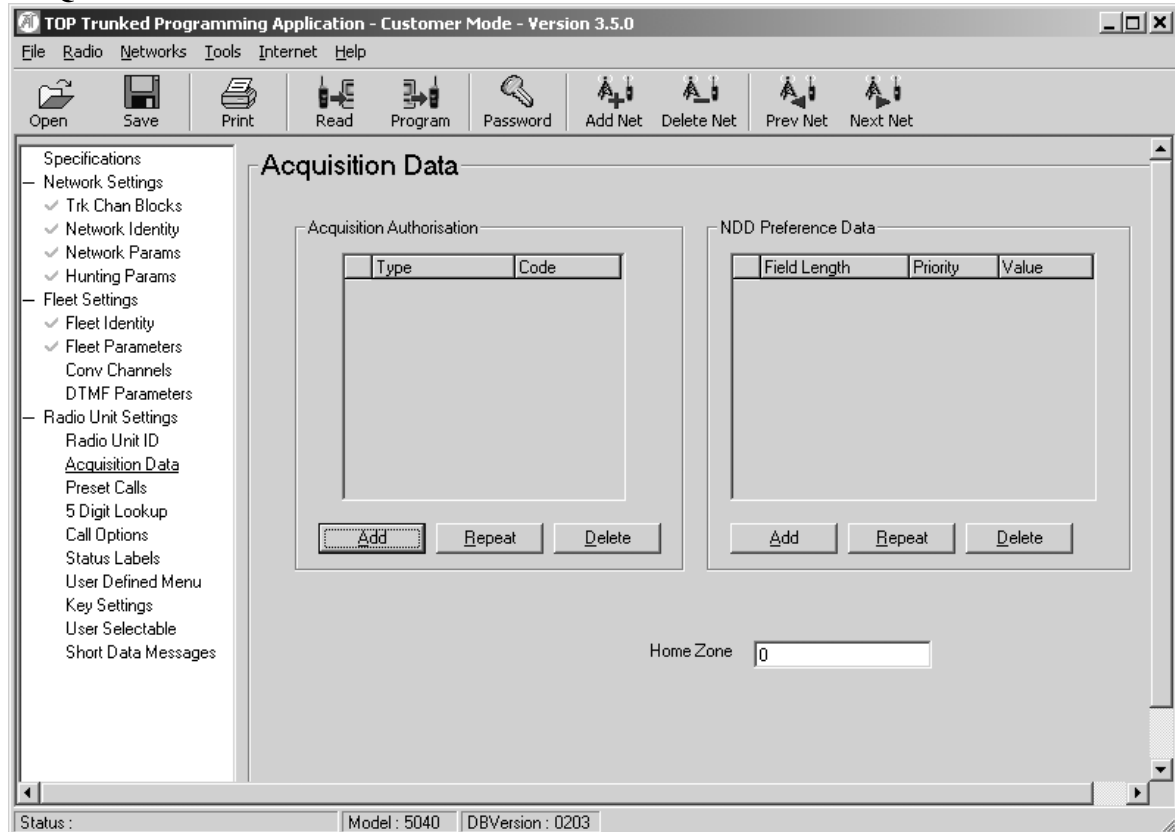 TOP Trunked Programming Application - Customer Mode - Version 3.5.0
File Radio Networks Tools Internet Help
Open Save Print Read Program Password Add Net Delete Net Prev Net Next Net
Specifications
Network Settings
Trk Chan Blocks
Network Identity
Network Params
Hunting Params
Fleet Settings
Fleet Identity
Fleet Parameters
Conv Channels
DTMF Parameters
Radio Unit Settings
Radio Unit ID
Acquisition Data
Preset Calls
5 Digit Lookup
Call Options
Status Labels
User Defined Menu
Key Settings
User Selectable
Short Data Messages
Acquisition Data
Acquisition Authorisation
Type Code
Add Repeat Delete
NDD Preference Data
Field Length Priority Value
Add Repeat Delete
Home Zone 0
Status : Model : 5040 DBVersion : 0203